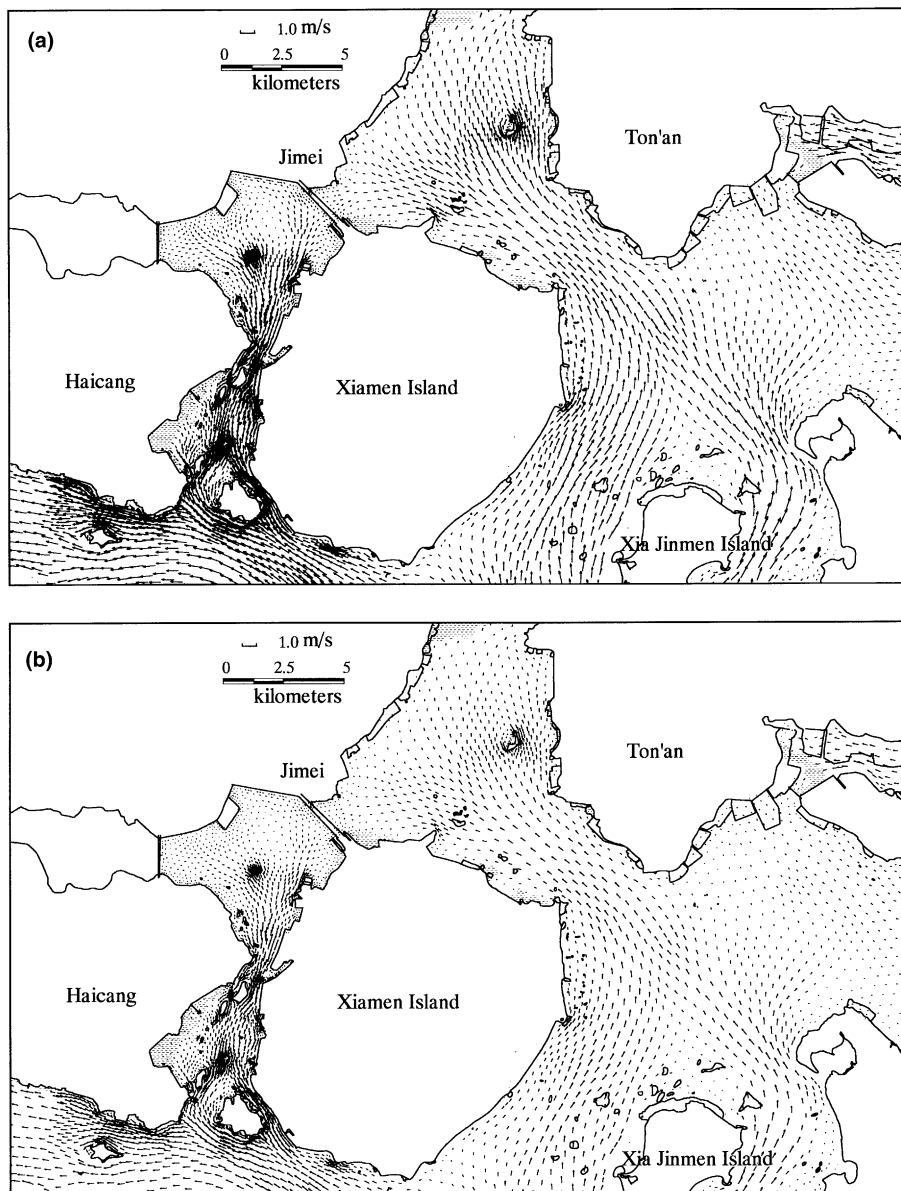 (a)
1.0 m/s
0 2.5 5
kilometers
Jimei
Ton'an
Haicang
Xiamen Island
Xia Jinmen Island
(b)
1.0 m/s
0 2.5 5
kilometers
Jimei
Ton'an
Haicang
Xiamen Island
Xia Jinmen Island